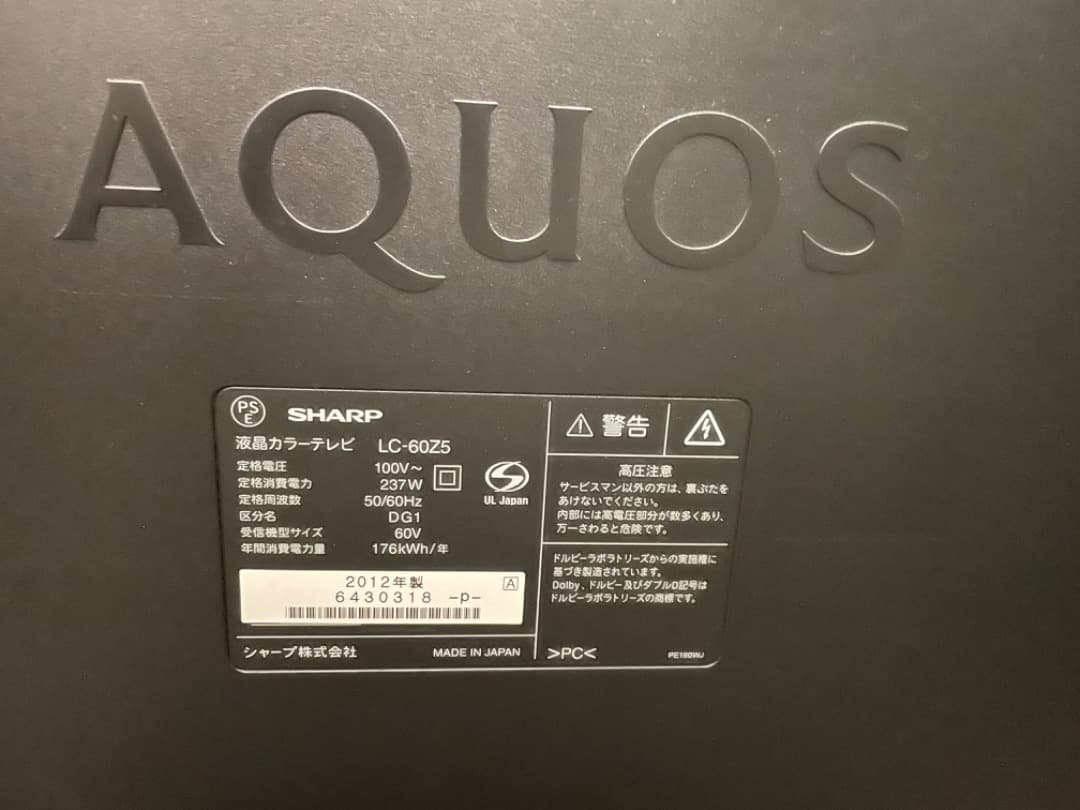 AQUOS
PS
E
SHARP
液晶カラーテレビ LC-60Z5
定格電圧 100V～
定格消費電力 237W
定格周波数 50/60Hz
区分名 DG1
受信機型サイズ 60V
年間消費電力量 176kWh/年
UL Japan
2012年製 A
6430318 -p-
シャープ株式会社 MADE IN JAPAN
警告
高圧注意
サービスマン以外の方は、裏ぶたを
あけないでください。
内部には高電圧部分が数多くあり、
万一さわると危険です。
ドルビーラボラトリーズからの実施権に
基づき製造されています。
Dolby、ドルビー及びダブルD記号は
ドルビーラボラトリーズの商標です。
>PC< PE180WJ